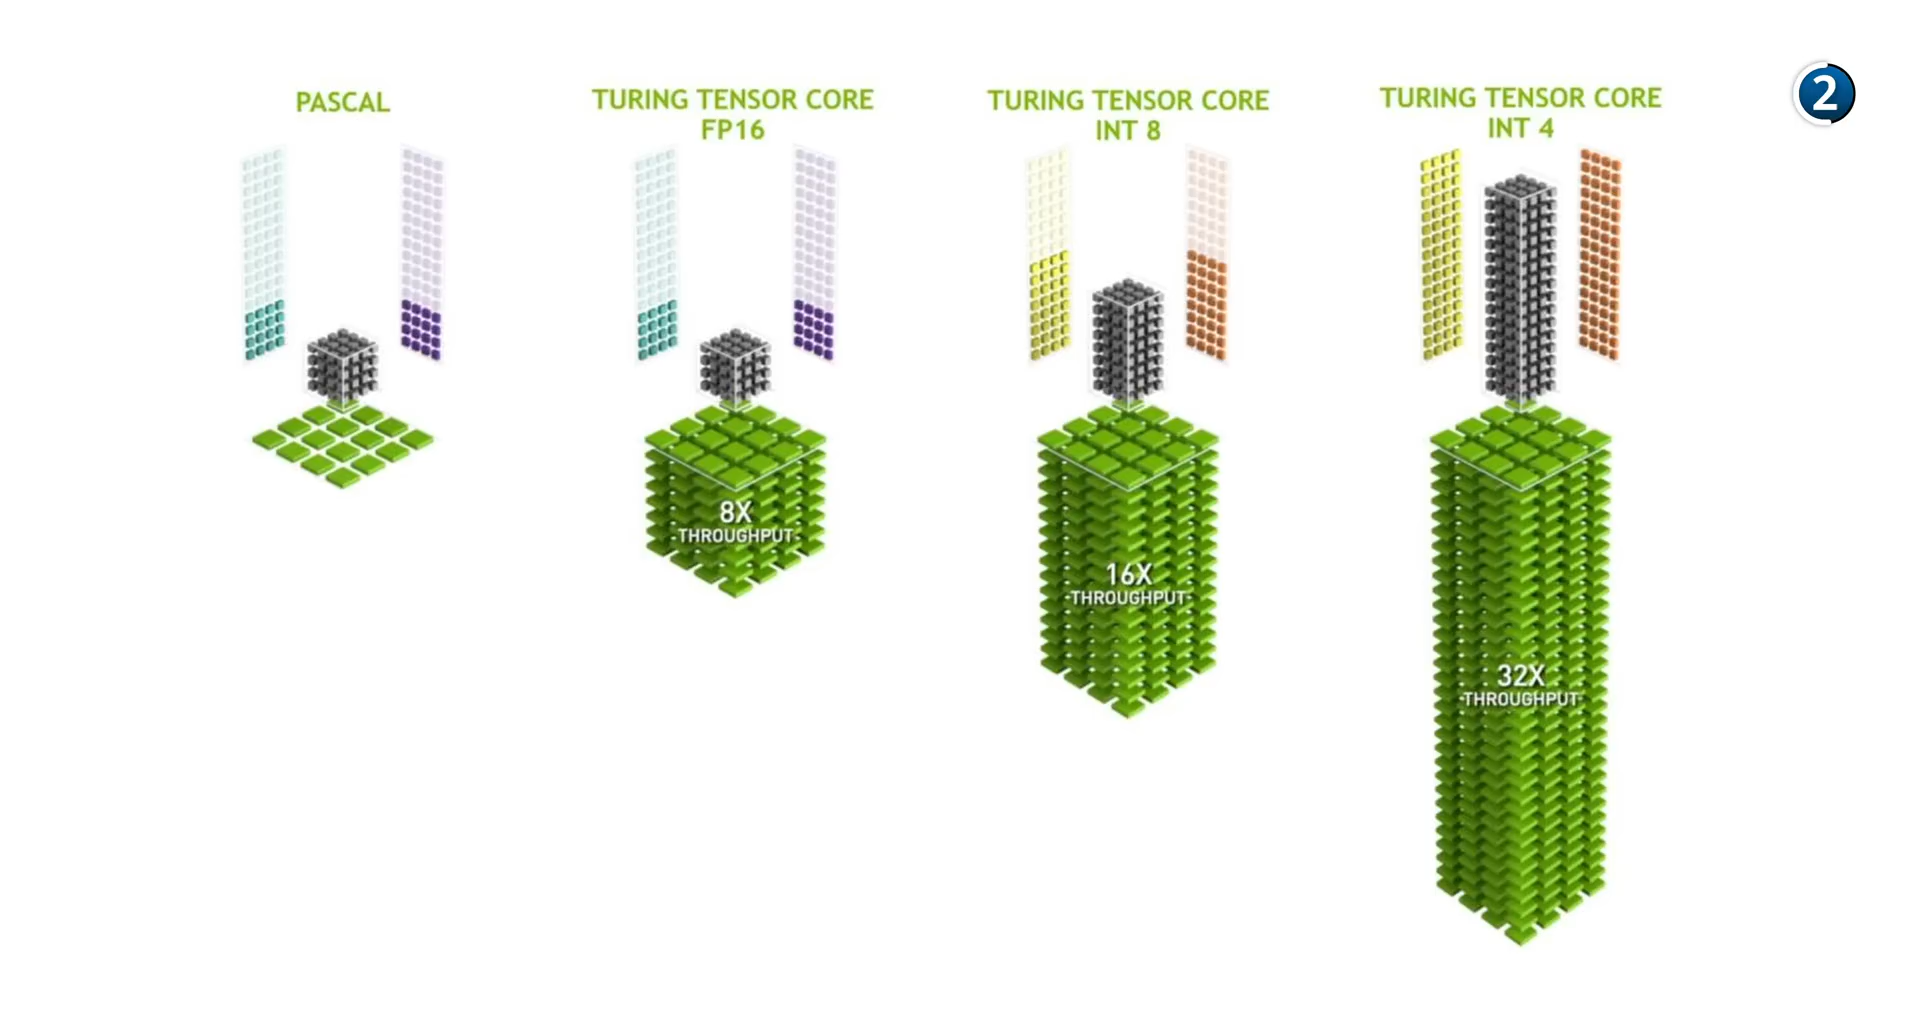 PASCAL
TURING TENSOR CORE
FP16
TURING TENSOR CORE
INT 8
TURING TENSOR CORE
INT 4
2
8X
THROUGHPUT
16X
THROUGHPUT
32X
THROUGHPUT